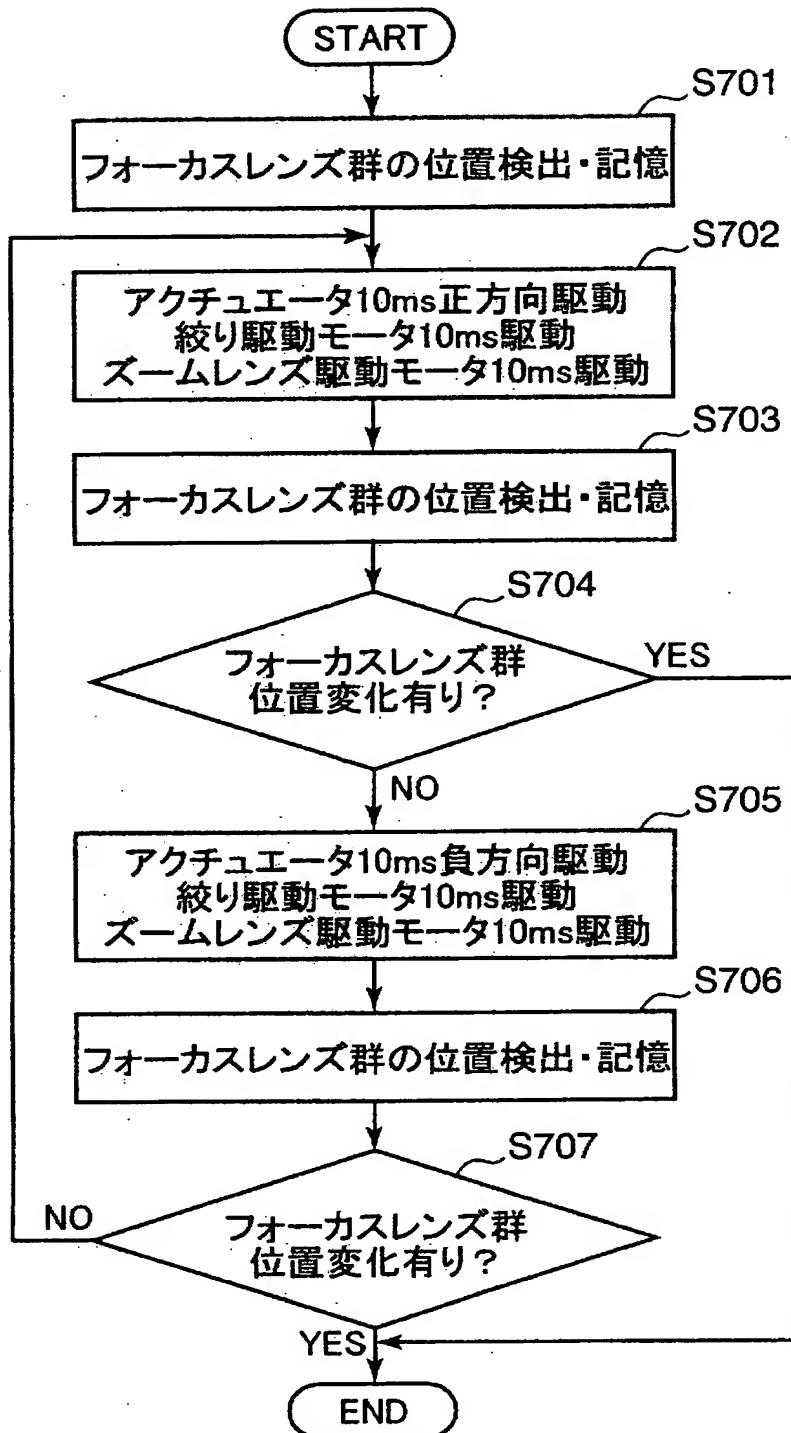 START
S701
フォーカスレンズ群の位置検出・記憶
S702
アクチュエータ10ms正方向駆動
絞り駆動モータ10ms駆動
ズームレンズ駆動モータ10ms駆動
S703
フォーカスレンズ群の位置検出・記憶
S704
フォーカスレンズ群
位置変化有り？
YES
NO
S705
アクチュエータ10ms負方向駆動
絞り駆動モータ10ms駆動
ズームレンズ駆動モータ10ms駆動
S706
フォーカスレンズ群の位置検出・記憶
S707
フォーカスレンズ群
位置変化有り？
NO
YES
END